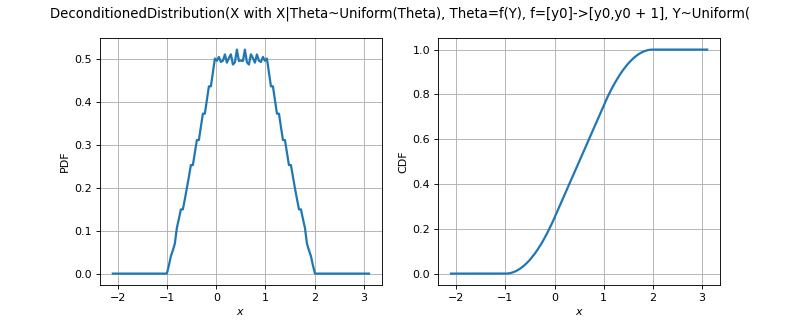 DeconditionedDistribution(X with X|Theta~Uniform(Theta), Theta=f(Y), f=[y0]->[y0,y0 + 1], Y~Uniform(
PDF
0.5
0.4
0.3
0.2
0.1
0.0
−2 −1 0 1 2 3
x
CDF
1.0
0.8
0.6
0.4
0.2
0.0
−2 −1 0 1 2 3
x